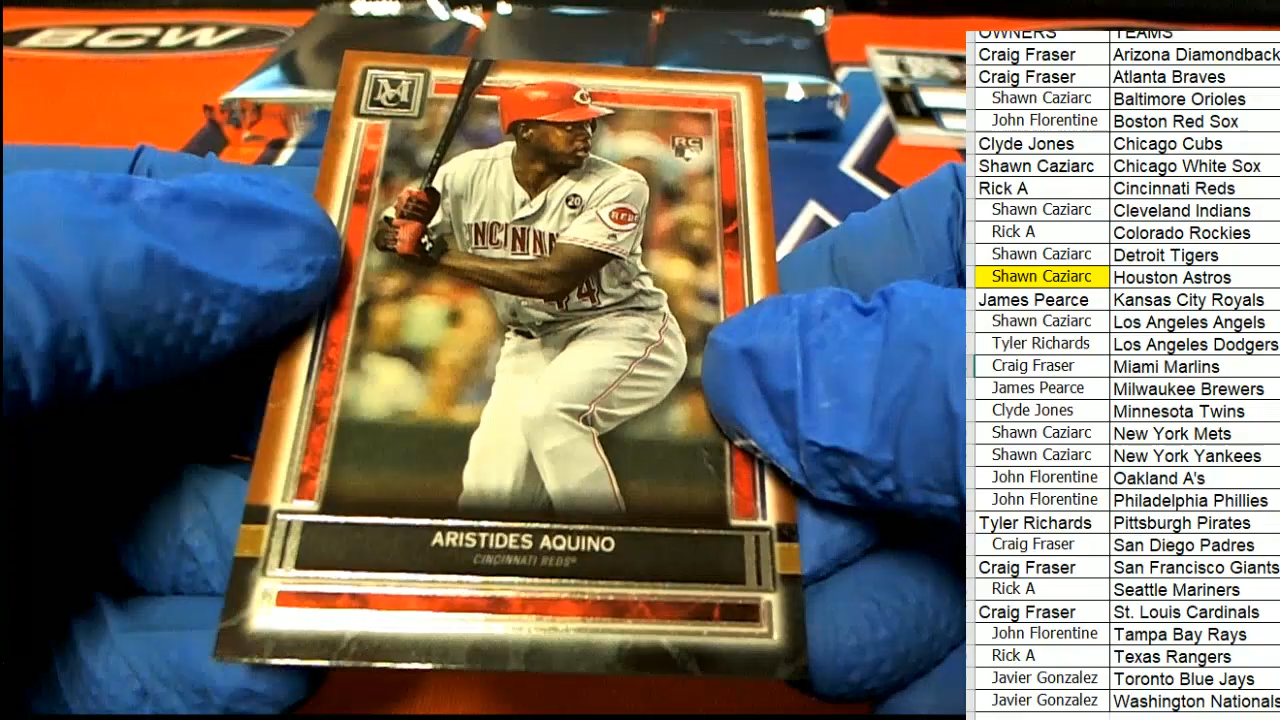 BCW
MC
RC
C
20
REDS
CINCINNA
44
ARISTIDES AQUINO
CINCINNATI REDS®
OWNERS TEAMS
Craig Fraser Arizona Diamondback
Craig Fraser Atlanta Braves
Shawn Caziarc Baltimore Orioles
John Florentine Boston Red Sox
Clyde Jones Chicago Cubs
Shawn Caziarc Chicago White Sox
Rick A Cincinnati Reds
Shawn Caziarc Cleveland Indians
Rick A Colorado Rockies
Shawn Caziarc Detroit Tigers
Shawn Caziarc Houston Astros
James Pearce Kansas City Royals
Shawn Caziarc Los Angeles Angels
Tyler Richards Los Angeles Dodgers
Craig Fraser Miami Marlins
James Pearce Milwaukee Brewers
Clyde Jones Minnesota Twins
Shawn Caziarc New York Mets
Shawn Caziarc New York Yankees
John Florentine Oakland A's
John Florentine Philadelphia Phillies
Tyler Richards Pittsburgh Pirates
Craig Fraser San Diego Padres
Craig Fraser San Francisco Giants
Rick A Seattle Mariners
Craig Fraser St. Louis Cardinals
John Florentine Tampa Bay Rays
Rick A Texas Rangers
Javier Gonzalez Toronto Blue Jays
Javier Gonzalez Washington Nationals